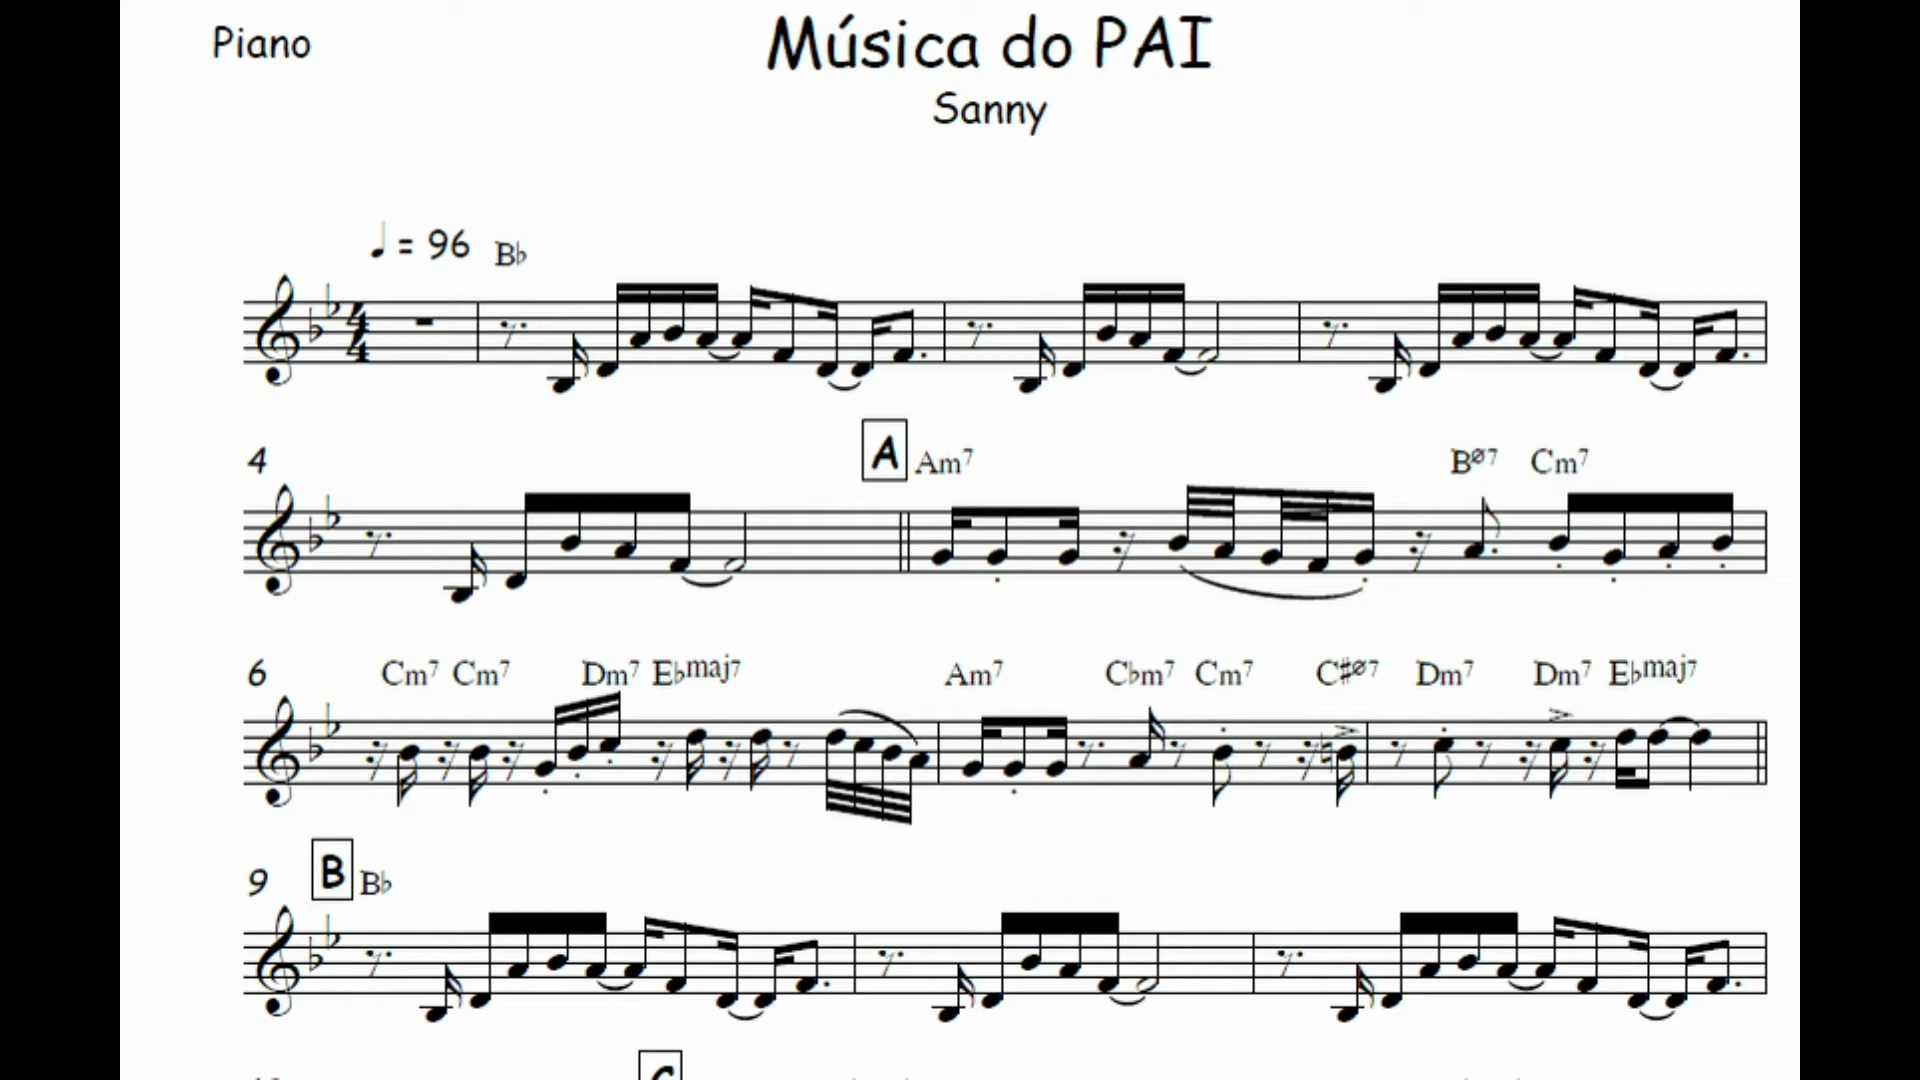 Piano
Música do PAI
Sanny
♩ = 96 B♭
4 A Am7 Bø7 Cm7
6 Cm7 Cm7 Dm7 E♭maj7 Am7 C♭m7 Cm7 C♯ø7 Dm7 Dm7 E♭maj7
9 B B♭
C